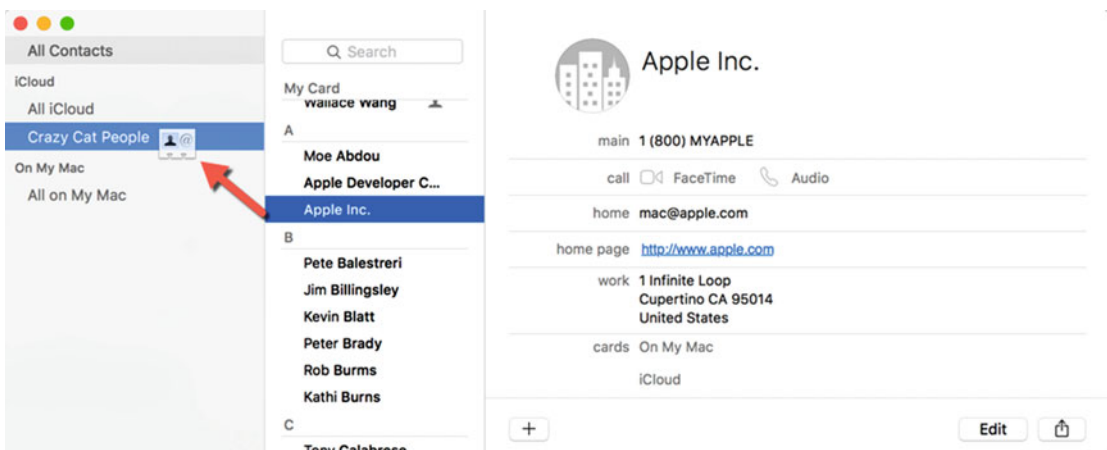 All Contacts
iCloud
All iCloud
Crazy Cat People
On My Mac
All on My Mac
Search
My Card
Wallace Wang
A
Moe Abdou
Apple Developer C...
Apple Inc.
B
Pete Balestreri
Jim Billingsley
Kevin Blatt
Peter Brady
Rob Burms
Kathi Burns
C
Tony Calabrese
Apple Inc.
main 1 (800) MYAPPLE
call FaceTime Audio
home mac@apple.com
home page http://www.apple.com
work 1 Infinite Loop
Cupertino CA 95014
United States
cards On My Mac
iCloud
+ Edit